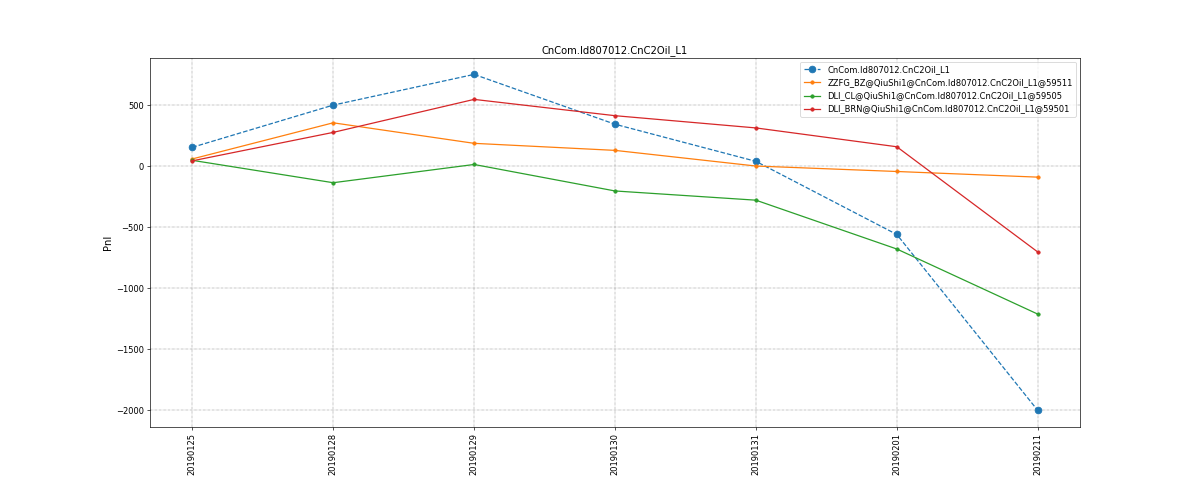 CnCom.Id807012.CnC2Oil_L1
CnCom.Id807012.CnC2Oil_L1
ZZFG_BZ@QiuShi1@CnCom.Id807012.CnC2Oil_L1@59511
DLI_CL@QiuShi1@CnCom.Id807012.CnC2Oil_L1@59505
DLI_BRN@QiuShi1@CnCom.Id807012.CnC2Oil_L1@59501
500
0
−500
−1000
−1500
−2000
Pnl
20190125
20190128
20190129
20190130
20190131
20190201
20190211